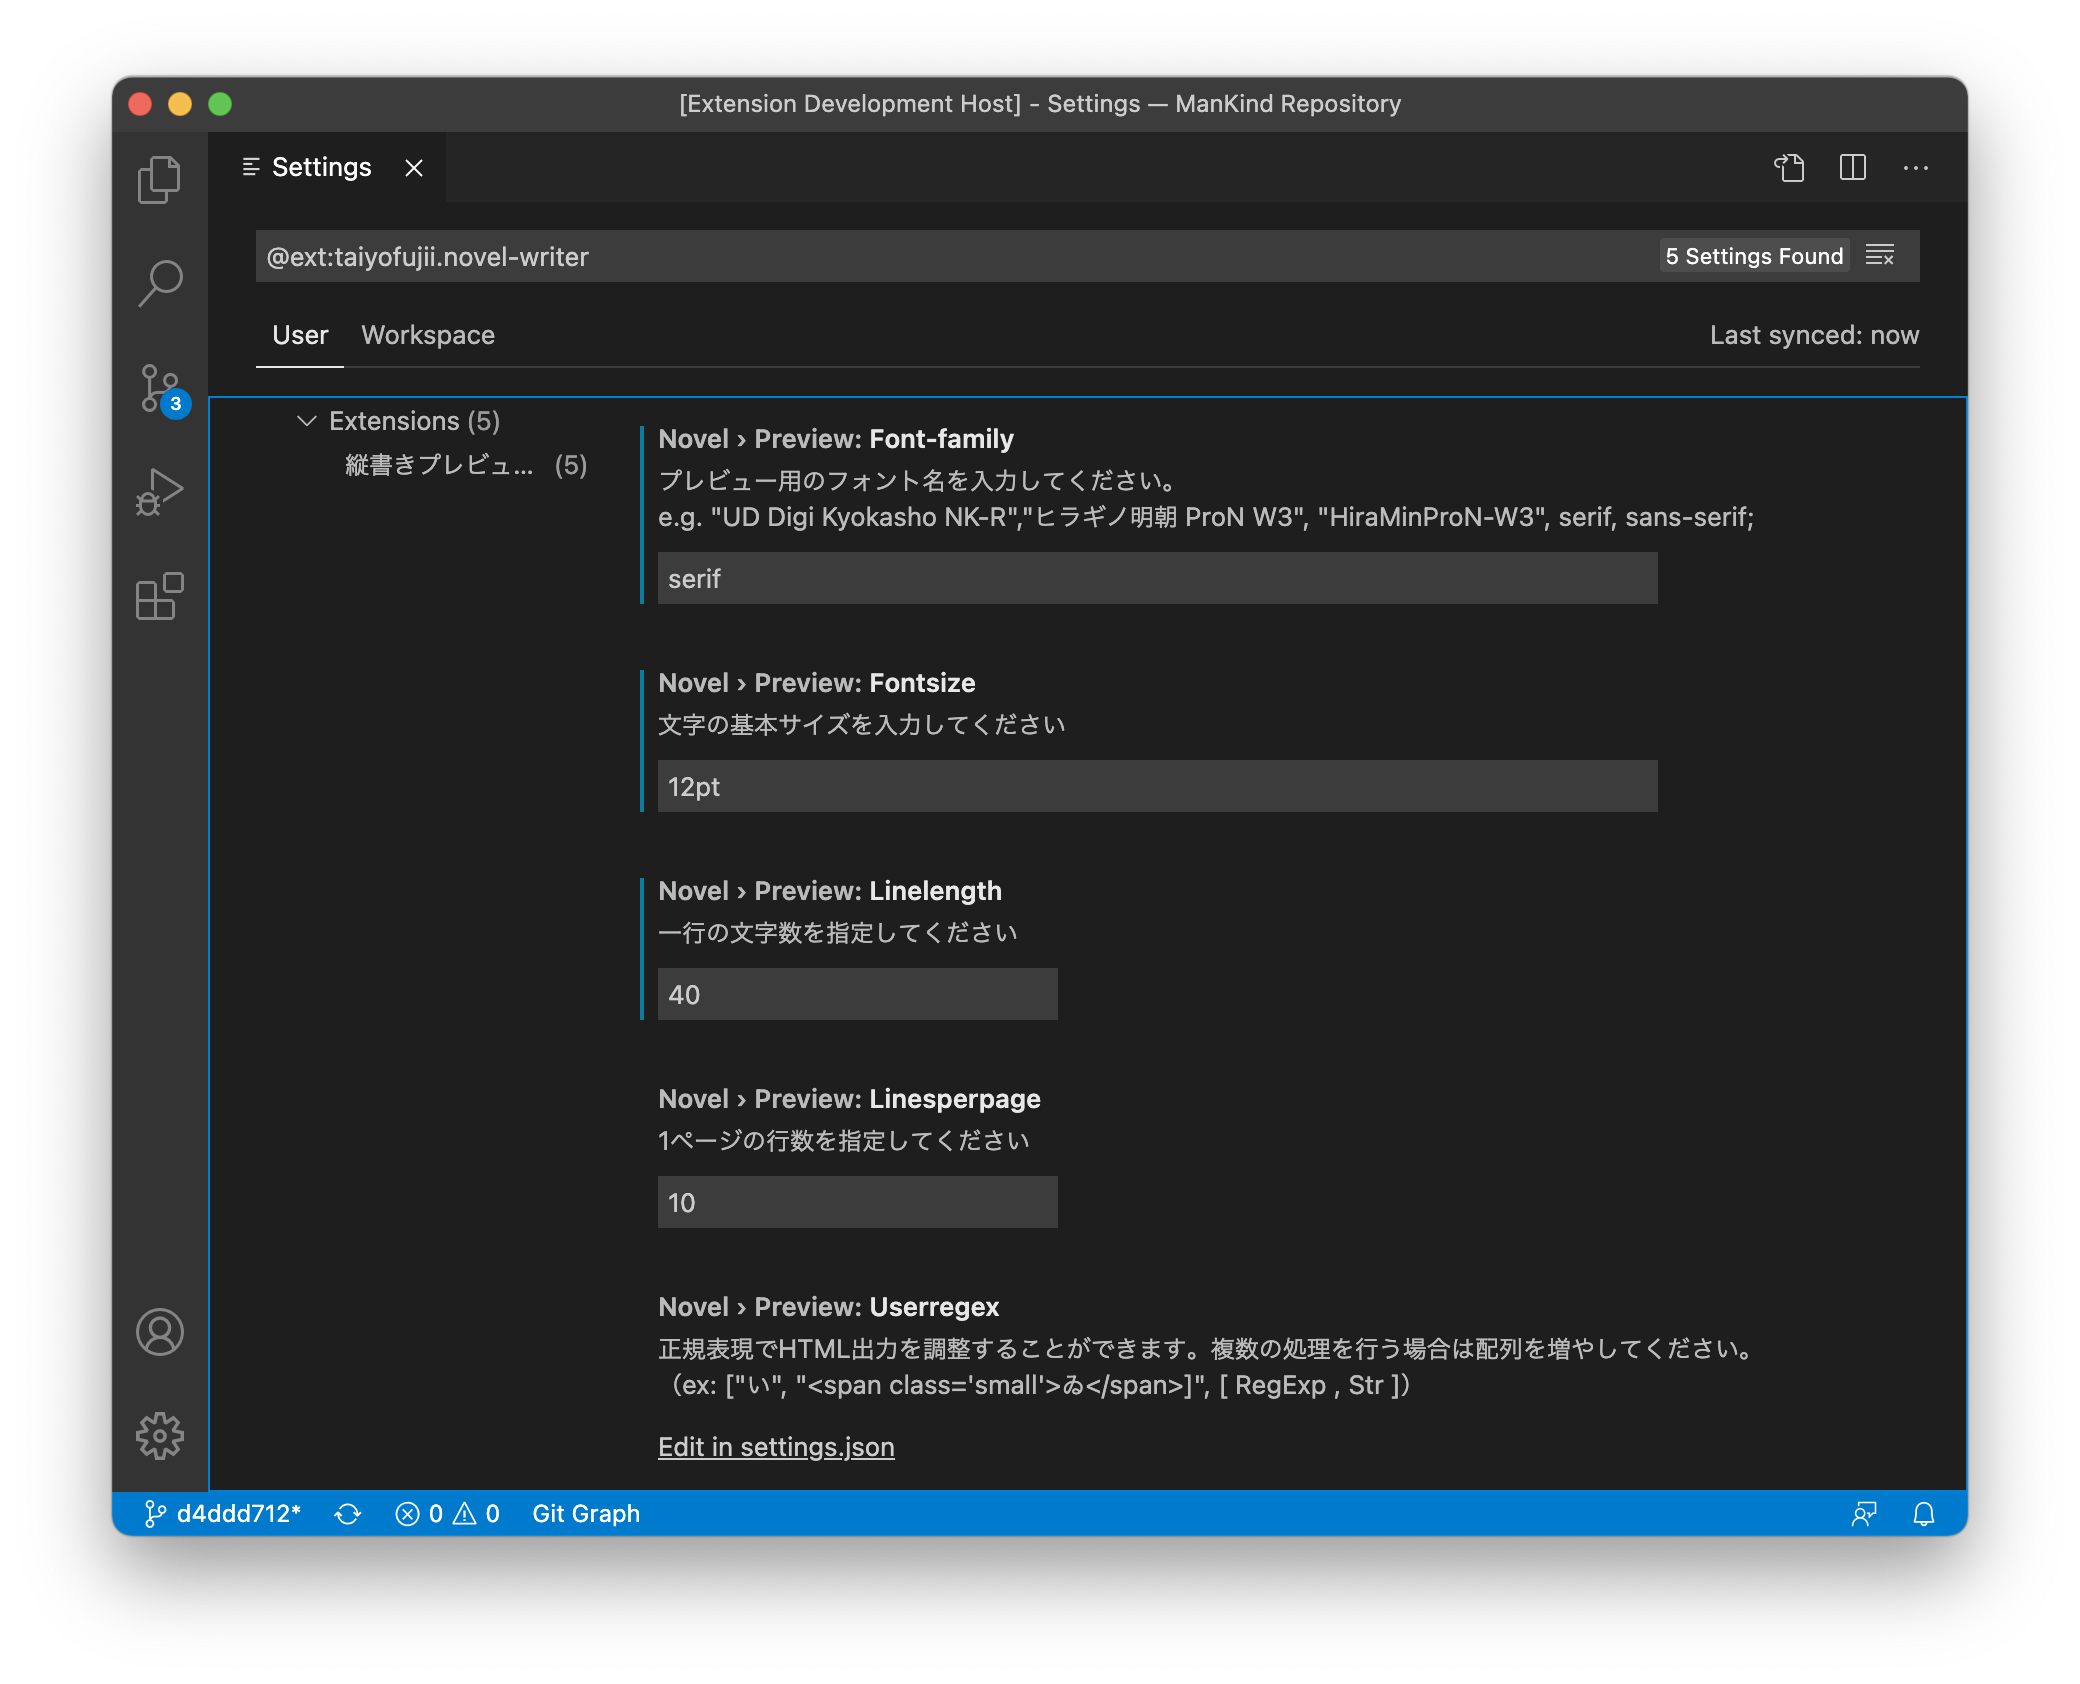 [Extension Development Host] - Settings — ManKind Repository
Settings
@ext:taiyofujii.novel-writer
5 Settings Found
User Workspace
Last synced: now
3
Extensions (5)
縦書きプレビュ... (5)
Novel › Preview: Font-family
プレビュー用のフォント名を入力してください。
e.g. "UD Digi Kyokasho NK-R","ヒラギノ明朝 ProN W3", "HiraMinProN-W3", serif, sans-serif;
serif
Novel › Preview: Fontsize
文字の基本サイズを入力してください
12pt
Novel › Preview: Linelength
一行の文字数を指定してください
40
Novel › Preview: Linesperpage
1ページの行数を指定してください
10
Novel › Preview: Userregex
正規表現でHTML出力を調整することができます。複数の処理を行う場合は配列を増やしてください。
（ex: ["い", "<span class='small'>ゐ</span>]", [ RegExp , Str ]）
Edit in settings.json
d4ddd712* 0 0 Git Graph